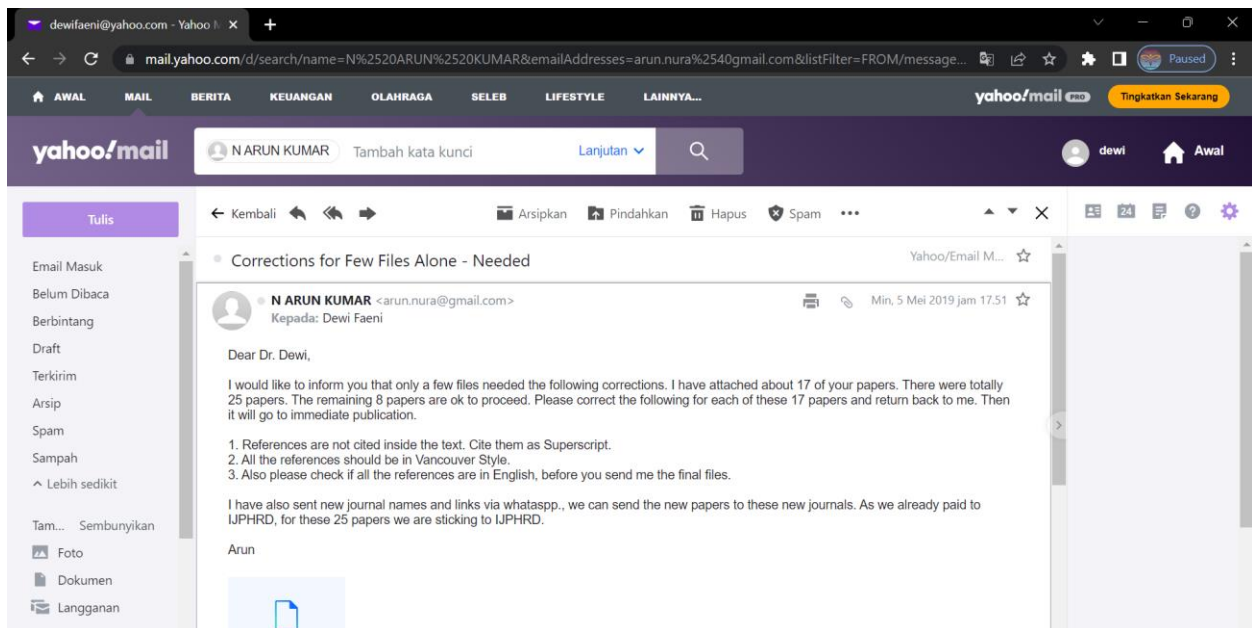 dewifaeni@yahoo.com - Yahoo M
mail.yahoo.com/d/search/name=N%2520ARUN%2520KUMAR&emailAddresses=arun.nura%2540gmail.com&listFilter=FROM/message...
Paused
AWAL MAIL BERITA KEUANGAN OLAHRAGA SELEB LIFESTYLE LAINNYA... yahoo!mail PRO Tingkatkan Sekarang
yahoo!mail N ARUN KUMAR Tambah kata kunci Lanjutan dewi Awal
Tulis
← Kembali Arsipkan Pindahkan Hapus Spam ••• 24
Email Masuk
Belum Dibaca
Berbintang
Draft
Terkirim
Arsip
Spam
Sampah
Lebih sedikit
Tam... Sembunyikan
Foto
Dokumen
Langganan
Corrections for Few Files Alone - Needed Yahoo/Email M...
N ARUN KUMAR <arun.nura@gmail.com> Min, 5 Mei 2019 jam 17.51
Kepada: Dewi Faeni
Dear Dr. Dewi,
I would like to inform you that only a few files needed the following corrections. I have attached about 17 of your papers. There were totally
25 papers. The remaining 8 papers are ok to proceed. Please correct the following for each of these 17 papers and return back to me. Then
it will go to immediate publication.
1. References are not cited inside the text. Cite them as Superscript.
2. All the references should be in Vancouver Style.
3. Also please check if all the references are in English, before you send me the final files.
I have also sent new journal names and links via whataspp., we can send the new papers to these new journals. As we already paid to
IJPHRD, for these 25 papers we are sticking to IJPHRD.
Arun